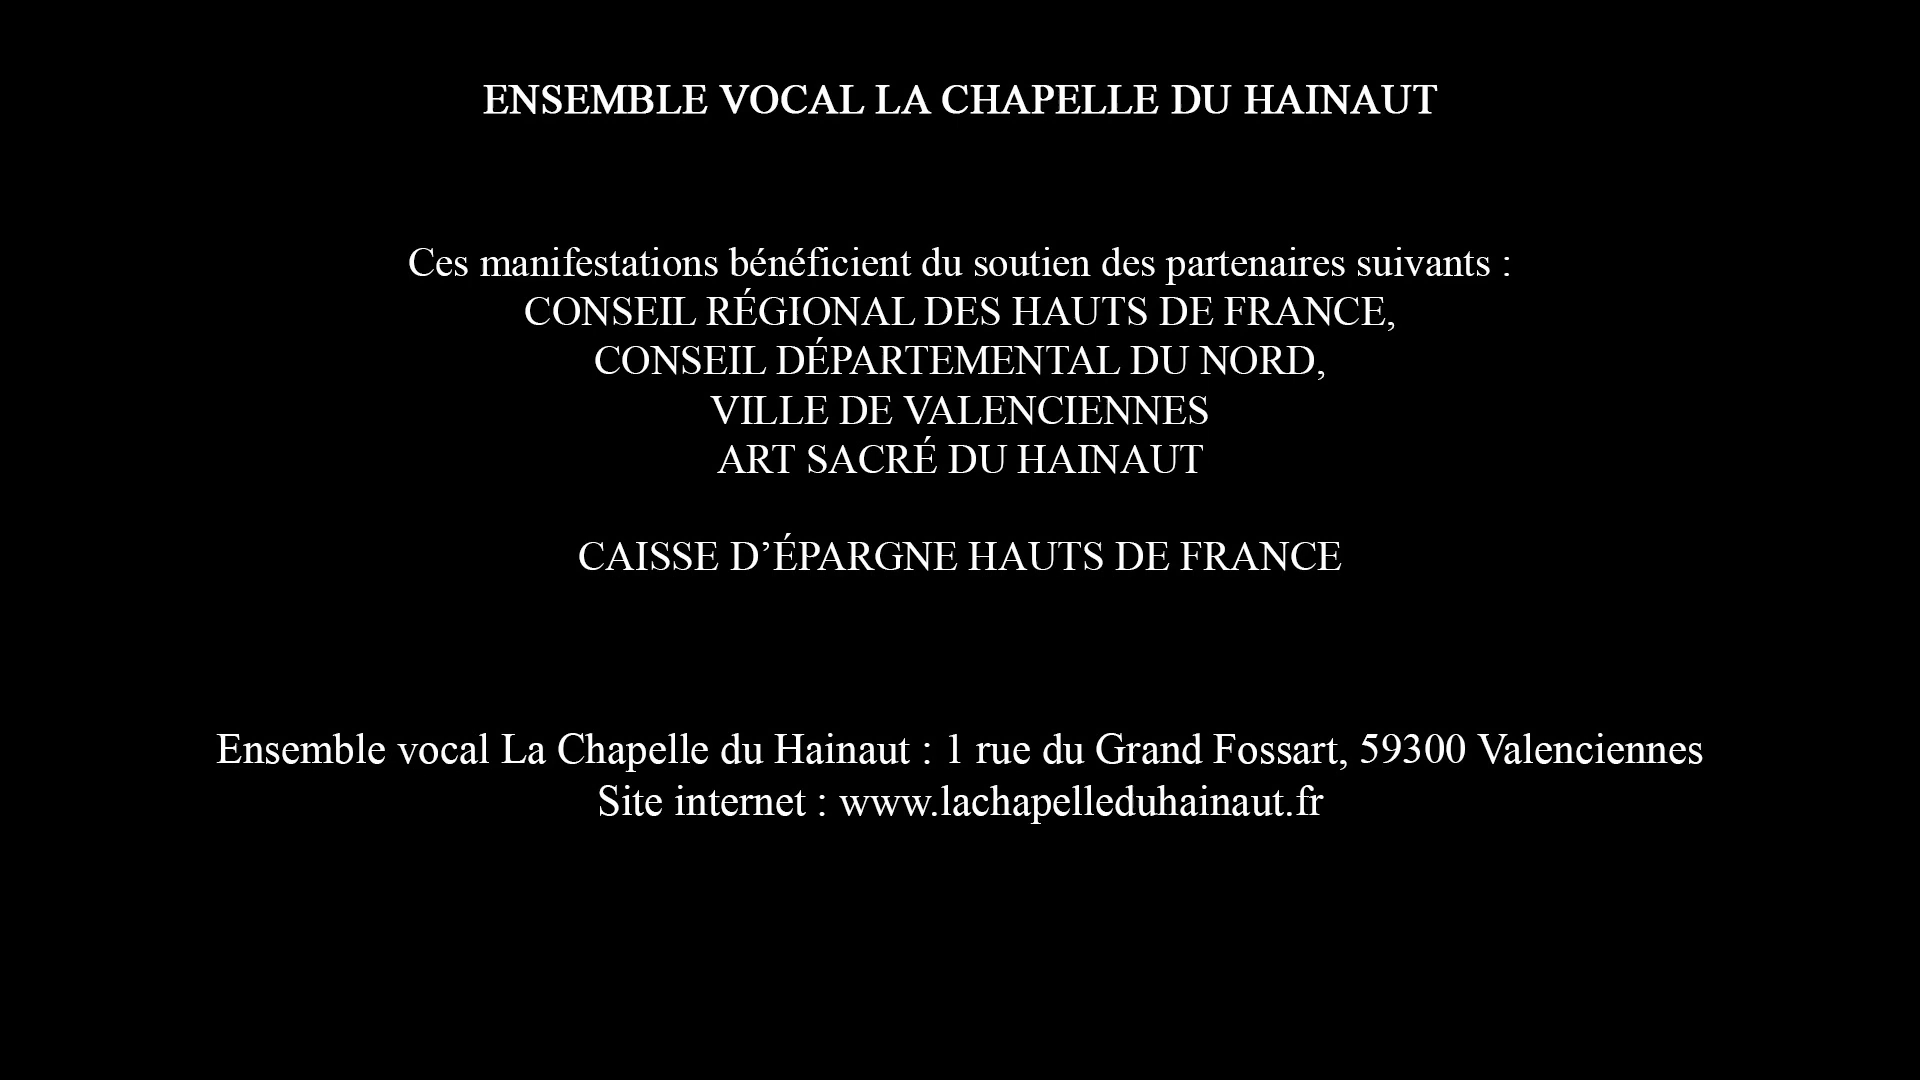 ENSEMBLE VOCAL LA CHAPELLE DU HAINAUT
Ces manifestations bénéficient du soutien des partenaires suivants :
CONSEIL RÉGIONAL DES HAUTS DE FRANCE,
CONSEIL DÉPARTEMENTAL DU NORD,
VILLE DE VALENCIENNES
ART SACRÉ DU HAINAUT
CAISSE D’ÉPARGNE HAUTS DE FRANCE
Ensemble vocal La Chapelle du Hainaut : 1 rue du Grand Fossart, 59300 Valenciennes
Site internet : www.lachapelleduhainaut.fr